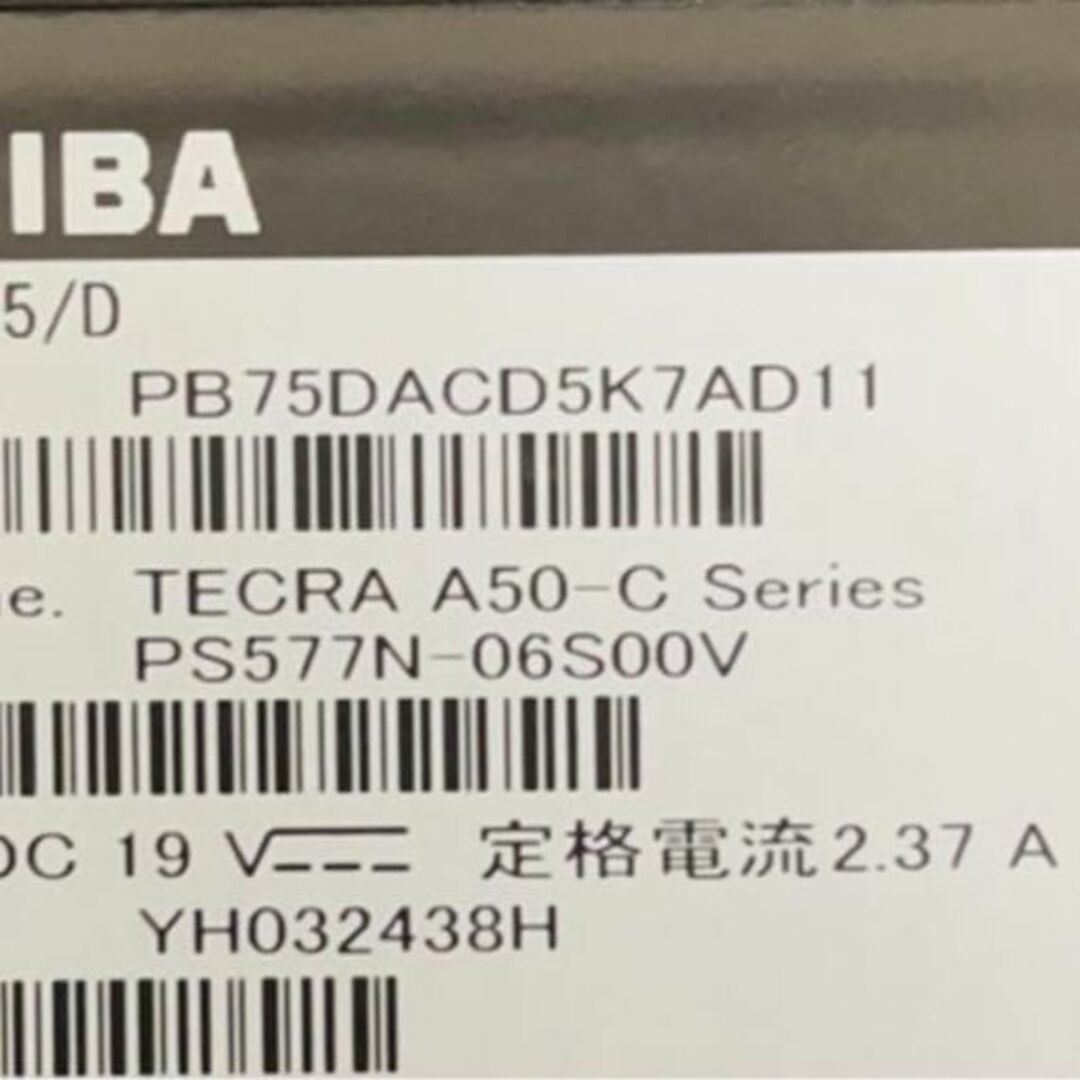 IBA
5/D
PB75DACD5K7AD11
e. TECRA A50-C Series
PS577N-06S00V
DC 19 V 定格電流2.37 A
YH032438H